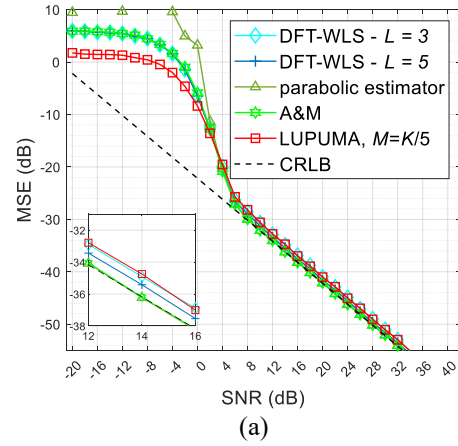 DFT-WLS - L = 3
DFT-WLS - L = 5
parabolic estimator
A&M
LUPUMA, M=K/5
CRLB
MSE (dB)
10
0
-10
-20
-30
-40
-50
-32
-34
-36
-38
12 14 16
-20 -16 -12 -8 -4 0 4 8 12 16 20 24 28 32 36 40
SNR (dB)
(a)